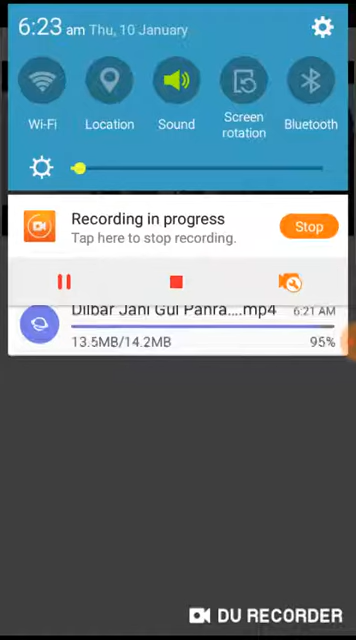 6:23 am Thu, 10 January
Wi-Fi
Location
Sound
Screen rotation
Bluetooth
Recording in progress
Stop
Tap here to stop recording.
Dilbar Jani Gul Panra....mp4 6:21 AM
13.5MB/14.2MB 95%
DU RECORDER